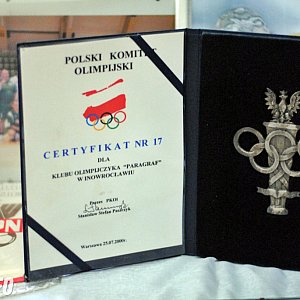 POLSKI KOMITET
OLIMPIJSKI
CERTYFIKAT NR 17
DLA
KLUBU OLIMPIJCZYKA "PARAGRAF"
W INOWROCŁAWIU
Prezes PKOl
Stanisław Stefan Paszczyk
Warszawa 25.07.2000r.